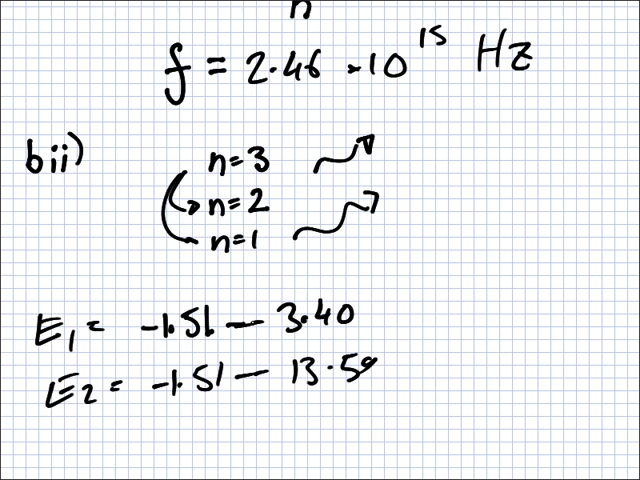 n
f = 2.46 × 10^15 Hz
bii) n=3
n=2
n=1
E₁ = -1.51 — 3.40
E₂ = -1.51 — 13.59